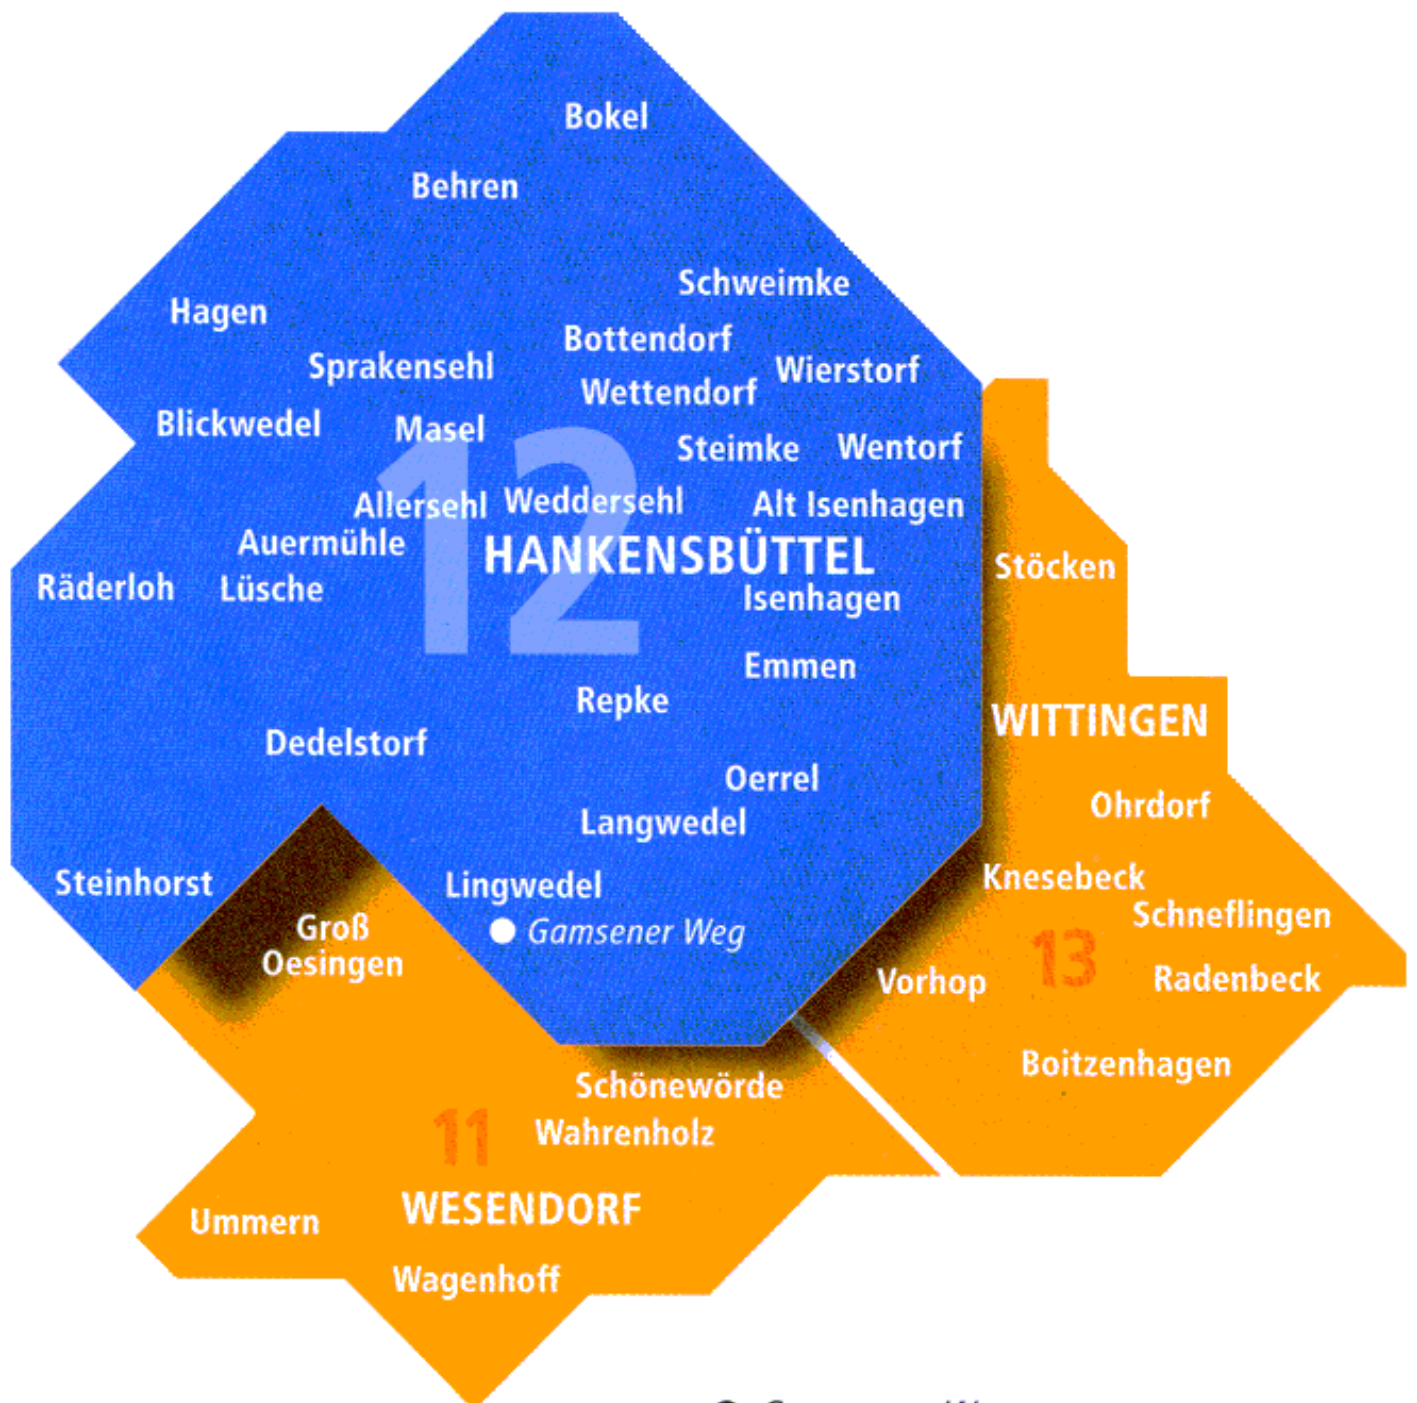 Bokel
Behren
Schweimke
Hagen
Bottendorf
Sprakensehl
Wierstorf
Wettendorf
Blickwedel
Masel
Steimke
Wentorf
12
Allersehl
Weddersehl
Alt Isenhagen
Auermühle
HANKENSBÜTTEL
Räderloh
Lüsche
Isenhagen
Stöcken
Emmen
Repke
WITTINGEN
Dedelstorf
Oerrel
Ohrdorf
Langwedel
Steinhorst
Lingwedel
Knesebeck
Schneflingen
Groß
Oesingen
Gamsener Weg
13
Vorhop
Radenbeck
Boitzenhagen
Schönewörde
11
Wahrenholz
WESENDORF
Ummern
Wagenhoff